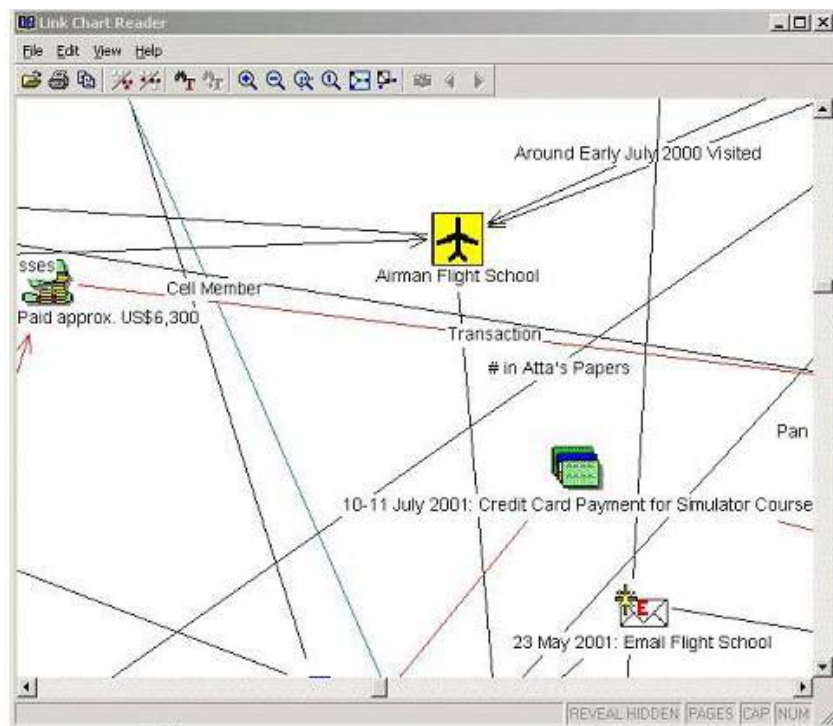 Link Chart Reader
File Edit View Help
Around Early July 2000 Visited
Airman Flight School
sses
Cell Member
Paid approx. US$6,300
Transaction
# in Atta's Papers
Pan
10-11 July 2001: Credit Card Payment for Simulator Course
E
23 May 2001: Email Flight School
REVEAL HIDDEN PAGES CAP NUM